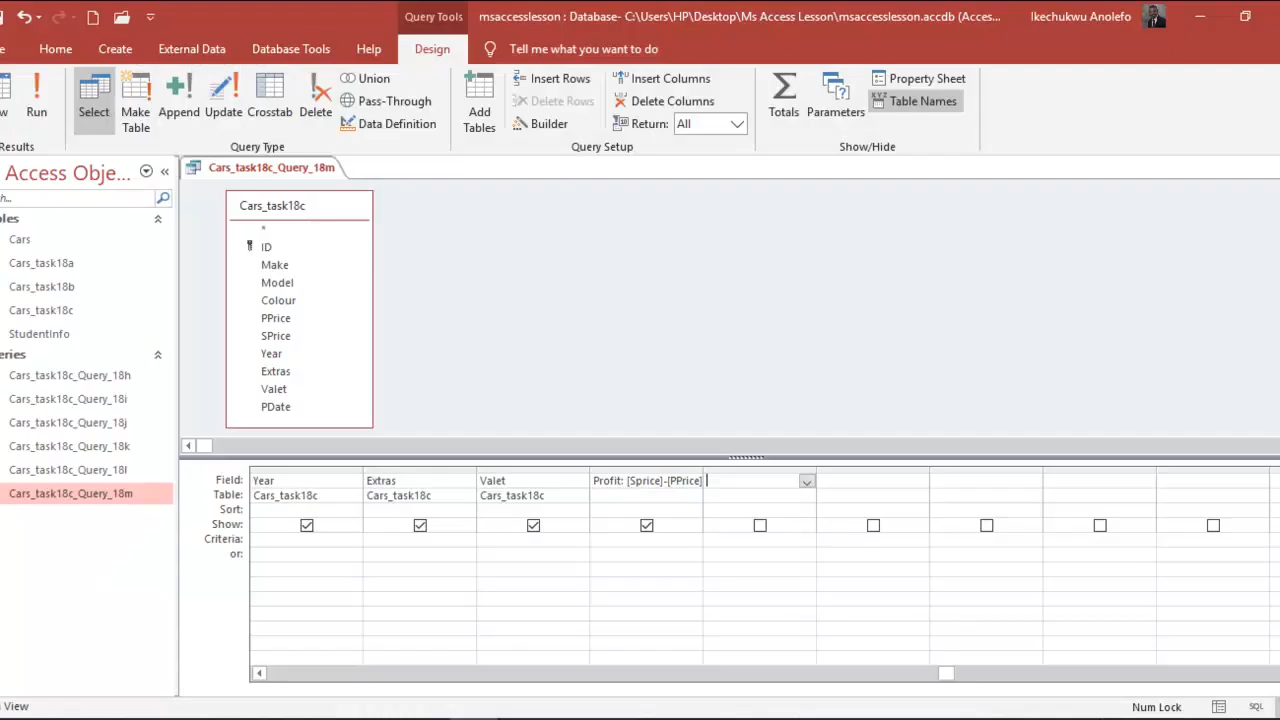 Query Tools
msaccesslesson : Database- C:\Users\HP\Desktop\Ms Access Lesson\msaccesslesson.accdb (Acces...
Ikechukwu Anolefo
Home Create External Data Database Tools Help Design Tell me what you want to do
Run
Select
Make Table
Append
Update
Crosstab
Delete
Union
Pass-Through
Data Definition
Add Tables
Insert Rows
Delete Rows
Builder
Insert Columns
Delete Columns
Return: All
Totals
Parameters
Property Sheet
XYZ Table Names
Results
Query Type
Query Setup
Show/Hide
Access Obje... «
h...
bles
Cars
Cars_task18a
Cars_task18b
Cars_task18c
StudentInfo
eries
Cars_task18c_Query_18h
Cars_task18c_Query_18i
Cars_task18c_Query_18j
Cars_task18c_Query_18k
Cars_task18c_Query_18l
Cars_task18c_Query_18m
Cars_task18c_Query_18m
Cars_task18c
*
ID
Make
Model
Colour
PPrice
SPrice
Year
Extras
Valet
PDate
Field: Year Extras Valet Profit: [Sprice]-[PPrice]
Table: Cars_task18c Cars_task18c Cars_task18c
Sort:
Show:
Criteria:
or:
View
Num Lock
SQL